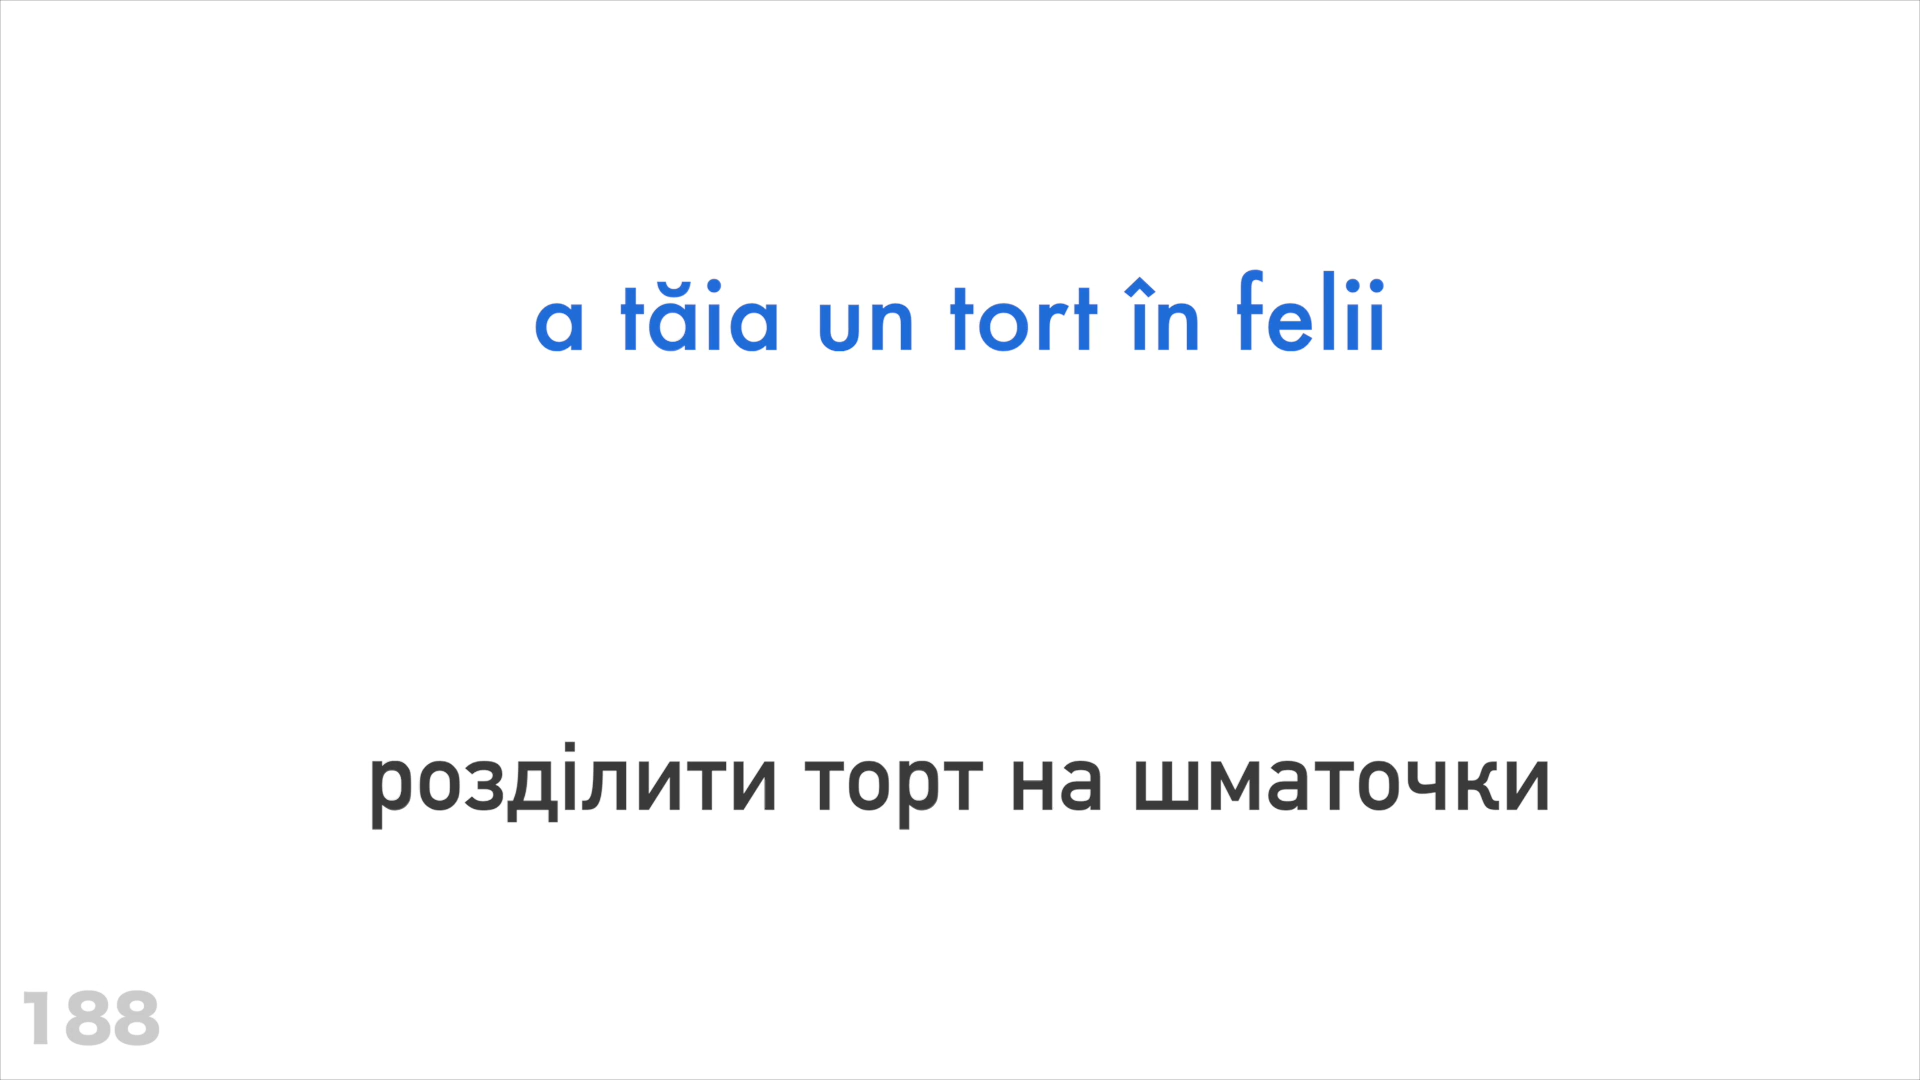 a tăia un tort în felii
розділити торт на шматочки
188